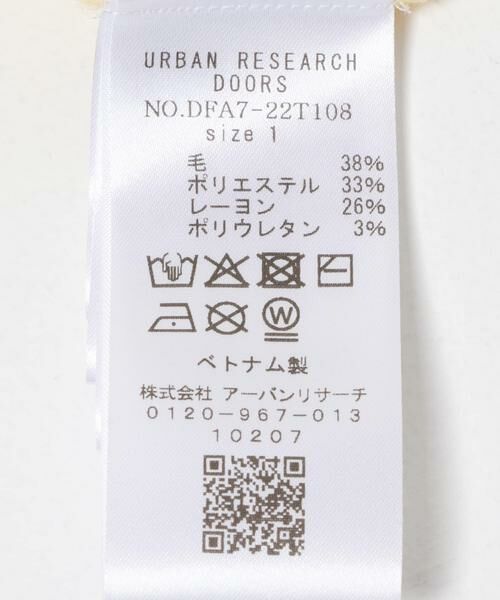 URBAN RESEARCH
DOORS
NO.DFA7-22T108
size 1
毛 38%
ポリエステル 33%
レーヨン 26%
ポリウレタン 3%
W
ベトナム製
株式会社 アーバンリサーチ
0120-967-013
10207